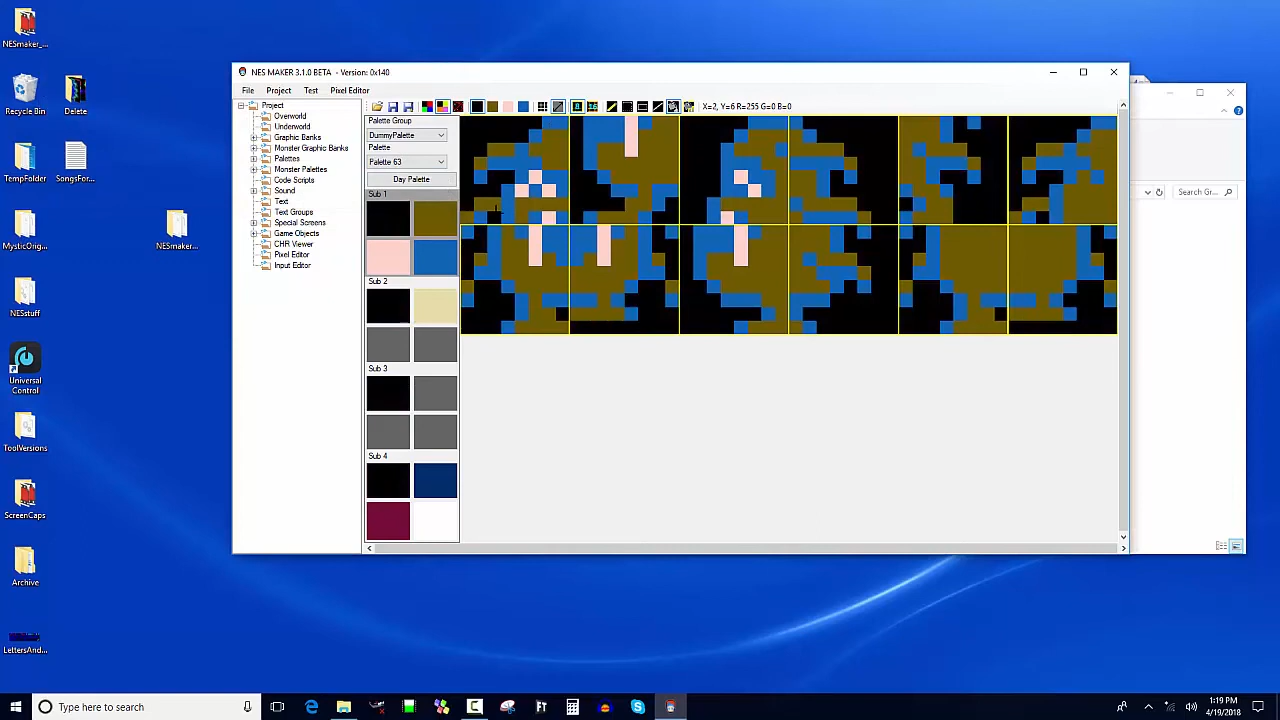 NESmaker_...
Recycle Bin
Delete
TempFolder
SongsFor...
MysticOrig...
NESmaker...
NESstuff
Universal
Control
ToolVersions
ScreenCaps
Archive
LettersAnd...
NES MAKER 3.1.0 BETA - Version: 0x140
File Project Test Pixel Editor
Project
Overworld
Underworld
Graphic Banks
Monster Graphic Banks
Palettes
Monster Palettes
Code Scripts
Sound
Text
Text Groups
Special Screens
Game Objects
CHR Viewer
Pixel Editor
Input Editor
8 16 X=2, Y=6 R=255 G=0 B=0
Palette Group
DummyPalette
Palette
Palette 63
Day Palette
Sub 1
Sub 2
Sub 3
Sub 4
Search Gr...
Type here to search
1:19 PM
4/19/2018